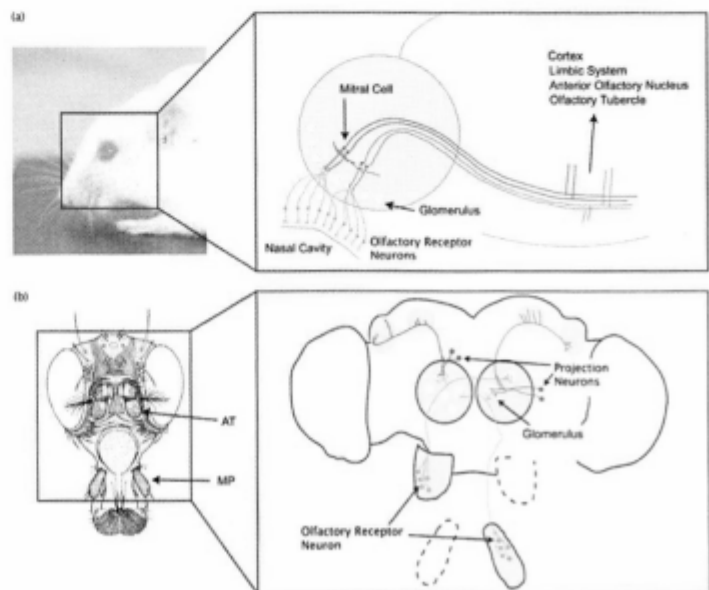 (a)
Cortex
Limbic System
Anterior Olfactory Nucleus
Olfactory Tubercle
Mitral Cell
Glomerulus
Nasal Cavity
Olfactory Receptor
Neurons
(b)
AT
MP
Projection
Neurons
Glomerulus
Olfactory Receptor
Neuron